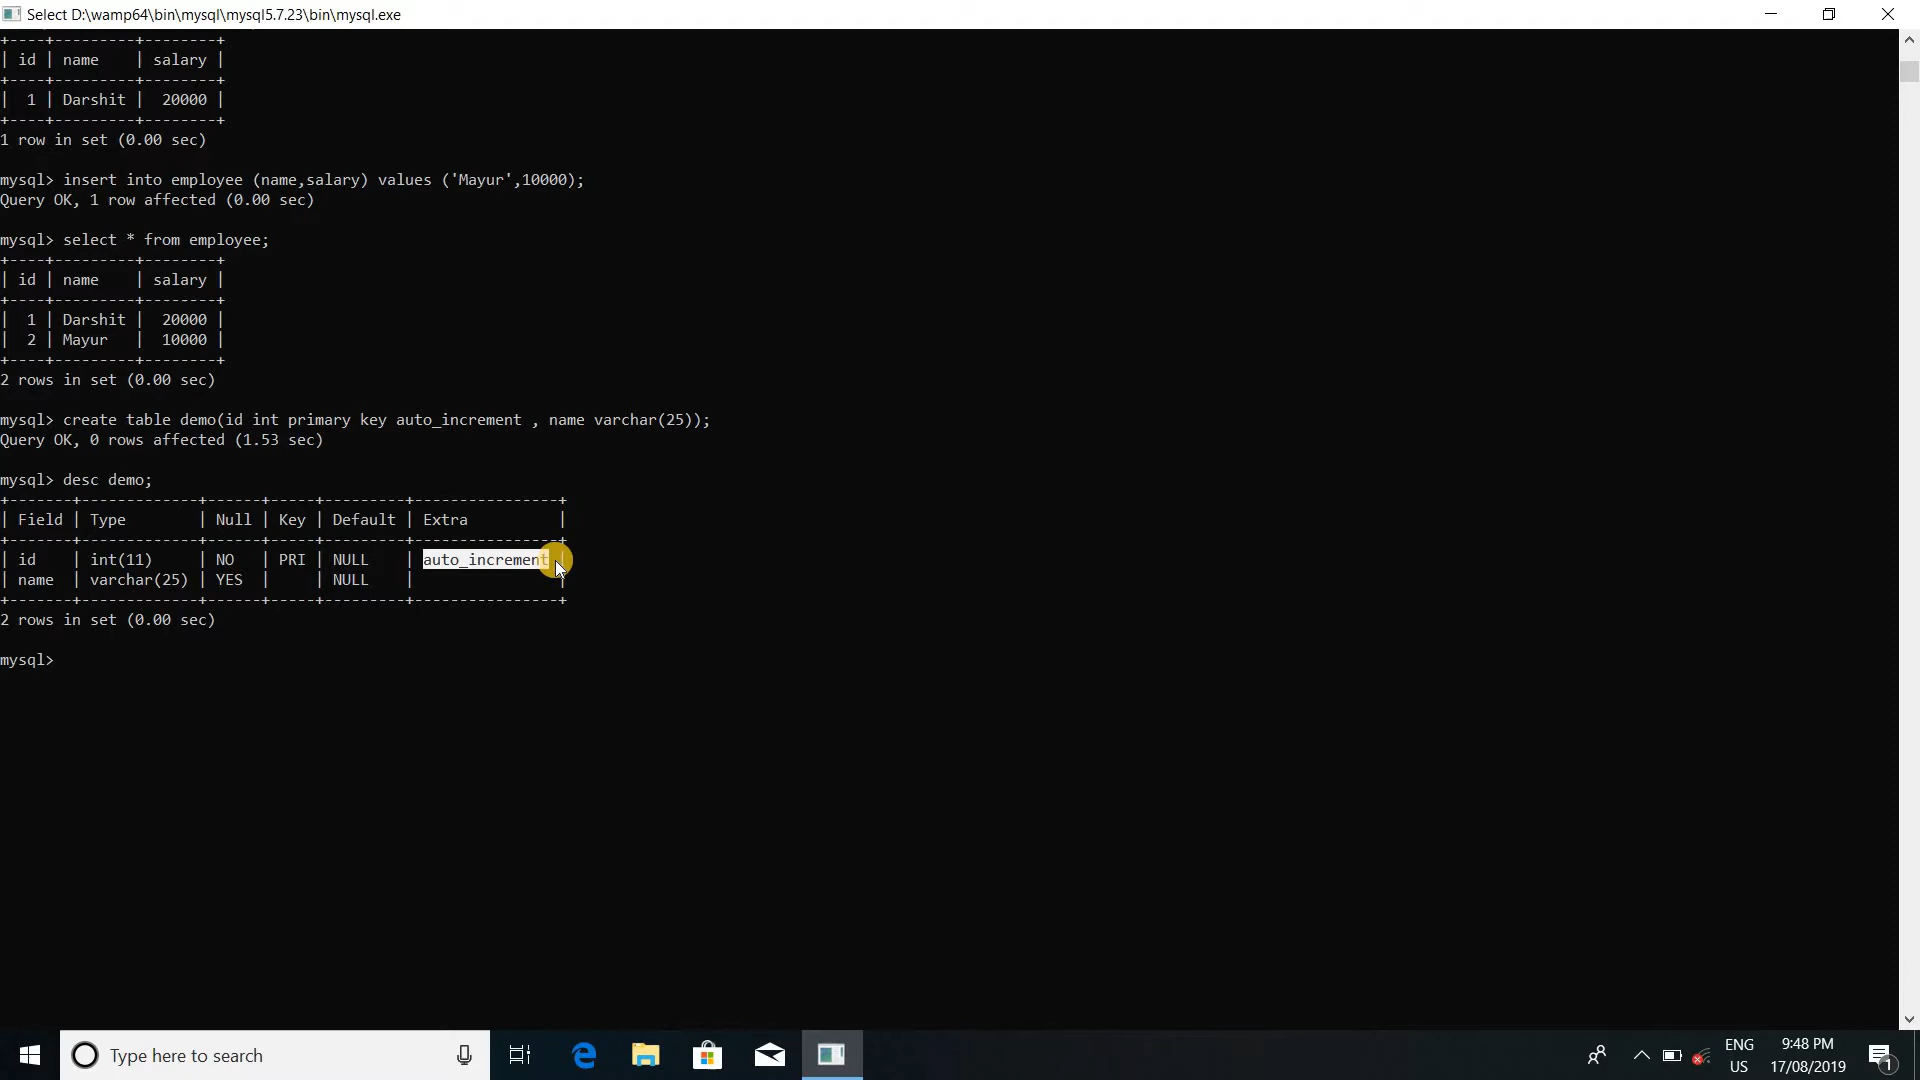 Select D:\wamp64\bin\mysql\mysql5.7.23\bin\mysql.exe
+----+---------+--------+
| id | name    | salary |
+----+---------+--------+
|  1 | Darshit |  20000 |
+----+---------+--------+
1 row in set (0.00 sec)
mysql> insert into employee (name,salary) values ('Mayur',10000);
Query OK, 1 row affected (0.00 sec)
mysql> select * from employee;
+----+---------+--------+
| id | name    | salary |
+----+---------+--------+
|  1 | Darshit |  20000 |
|  2 | Mayur   |  10000 |
+----+---------+--------+
2 rows in set (0.00 sec)
mysql> create table demo(id int primary key auto_increment , name varchar(25));
Query OK, 0 rows affected (1.53 sec)
mysql> desc demo;
+-------+-------------+------+-----+---------+----------------+
| Field | Type        | Null | Key | Default | Extra          |
+-------+-------------+------+-----+---------+----------------+
| id    | int(11)     | NO   | PRI | NULL    | auto_increment |
| name  | varchar(25) | YES  |     | NULL    |                |
+-------+-------------+------+-----+---------+----------------+
2 rows in set (0.00 sec)
mysql>
Type here to search
ENG
US
9:48 PM
17/08/2019
1